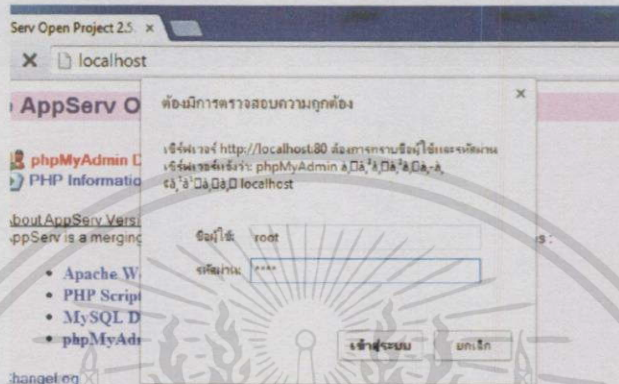 Serv Open Project 2.5.
localhost
AppServ O
ต้องมีการตรวจสอบความถูกต้อง
phpMyAdmin D
PHP Informatio
เซิร์ฟเวอร์ http://localhost:80 ต้องการทราบชื่อผู้ใช้และรหัสผ่าน
เซิร์ฟเวอร์แจ้งว่า: phpMyAdmin
localhost
bout AppServ Versi
ppServ is a merging
ชื่อผู้ใช้: root
s :
รหัสผ่าน: ****
Apache W
PHP Script
MySQL D
phpMyAdm
เข้าสู่ระบบ ยกเลิก
hangeLog